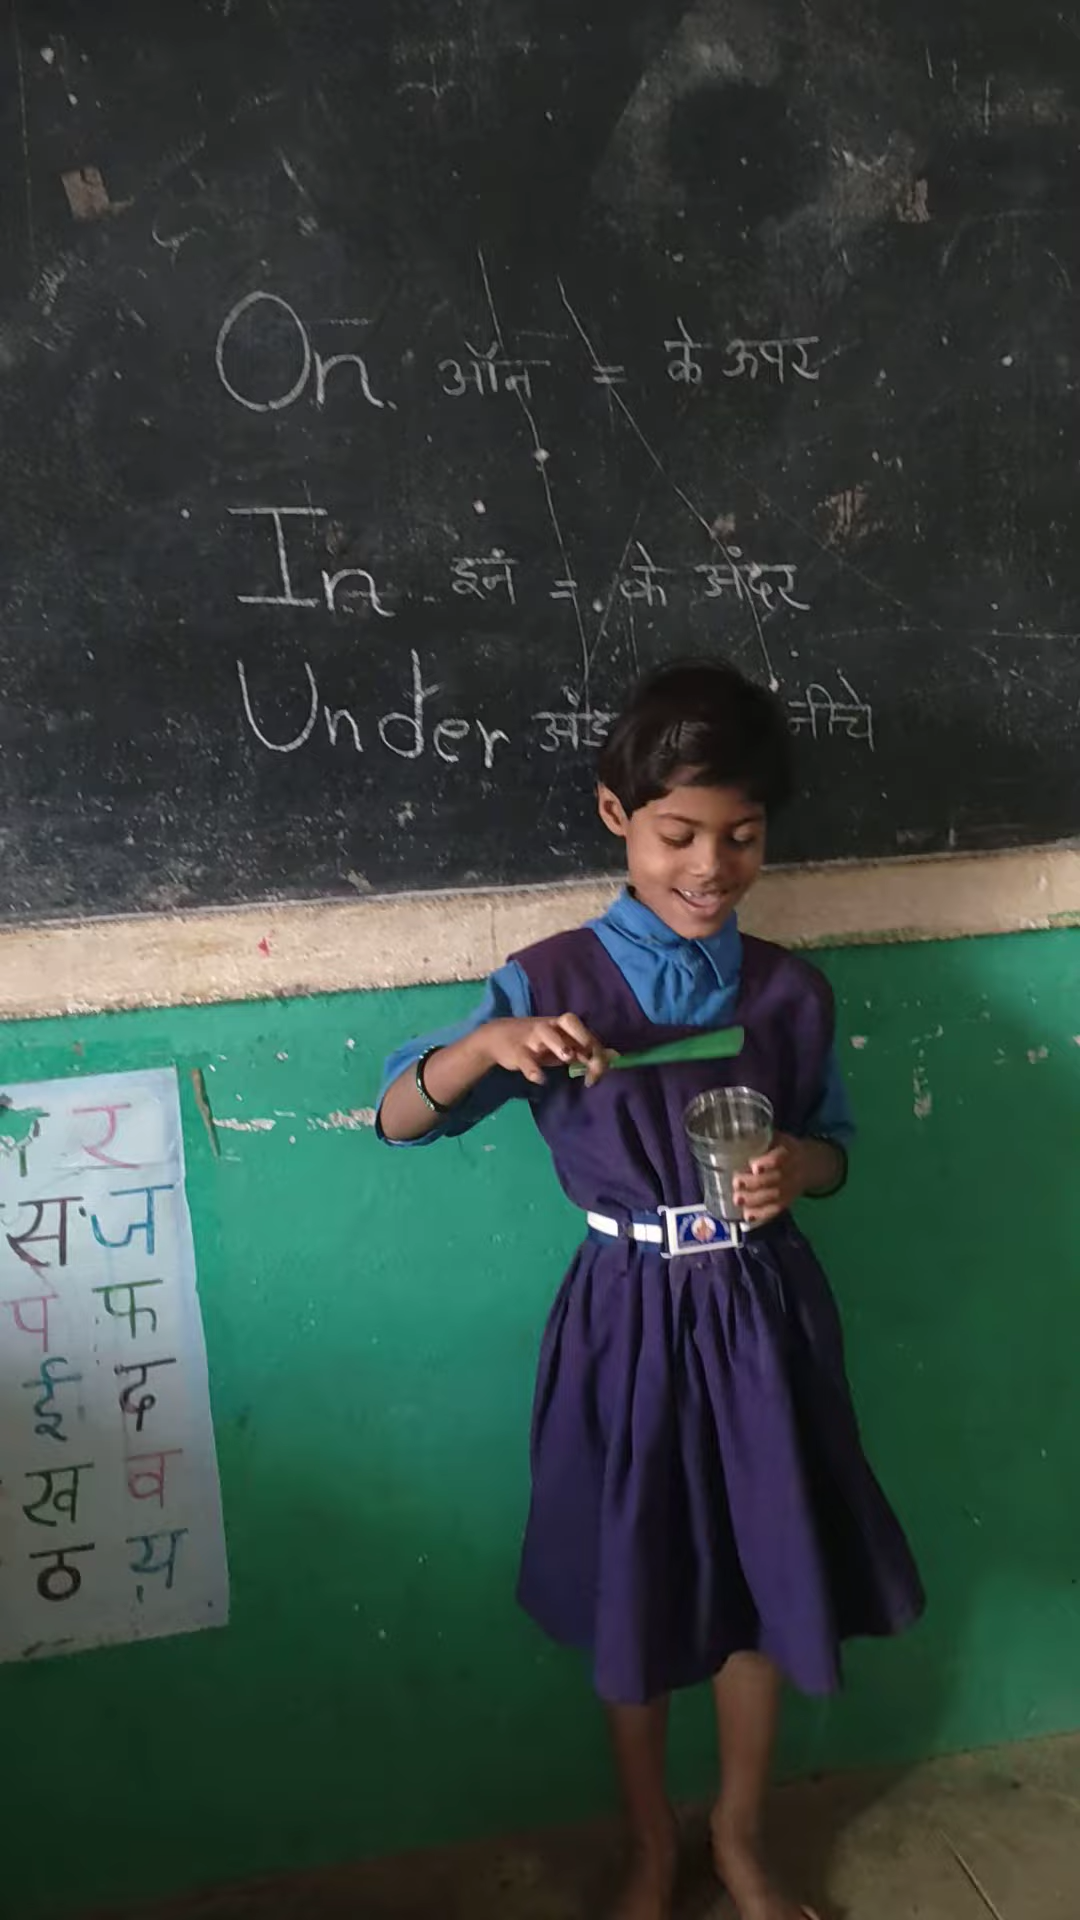 On ऑन = के ऊपर
In इन = के अंदर
Under नीचे
र
स ज
प फ
ई द
ख व
ठ य